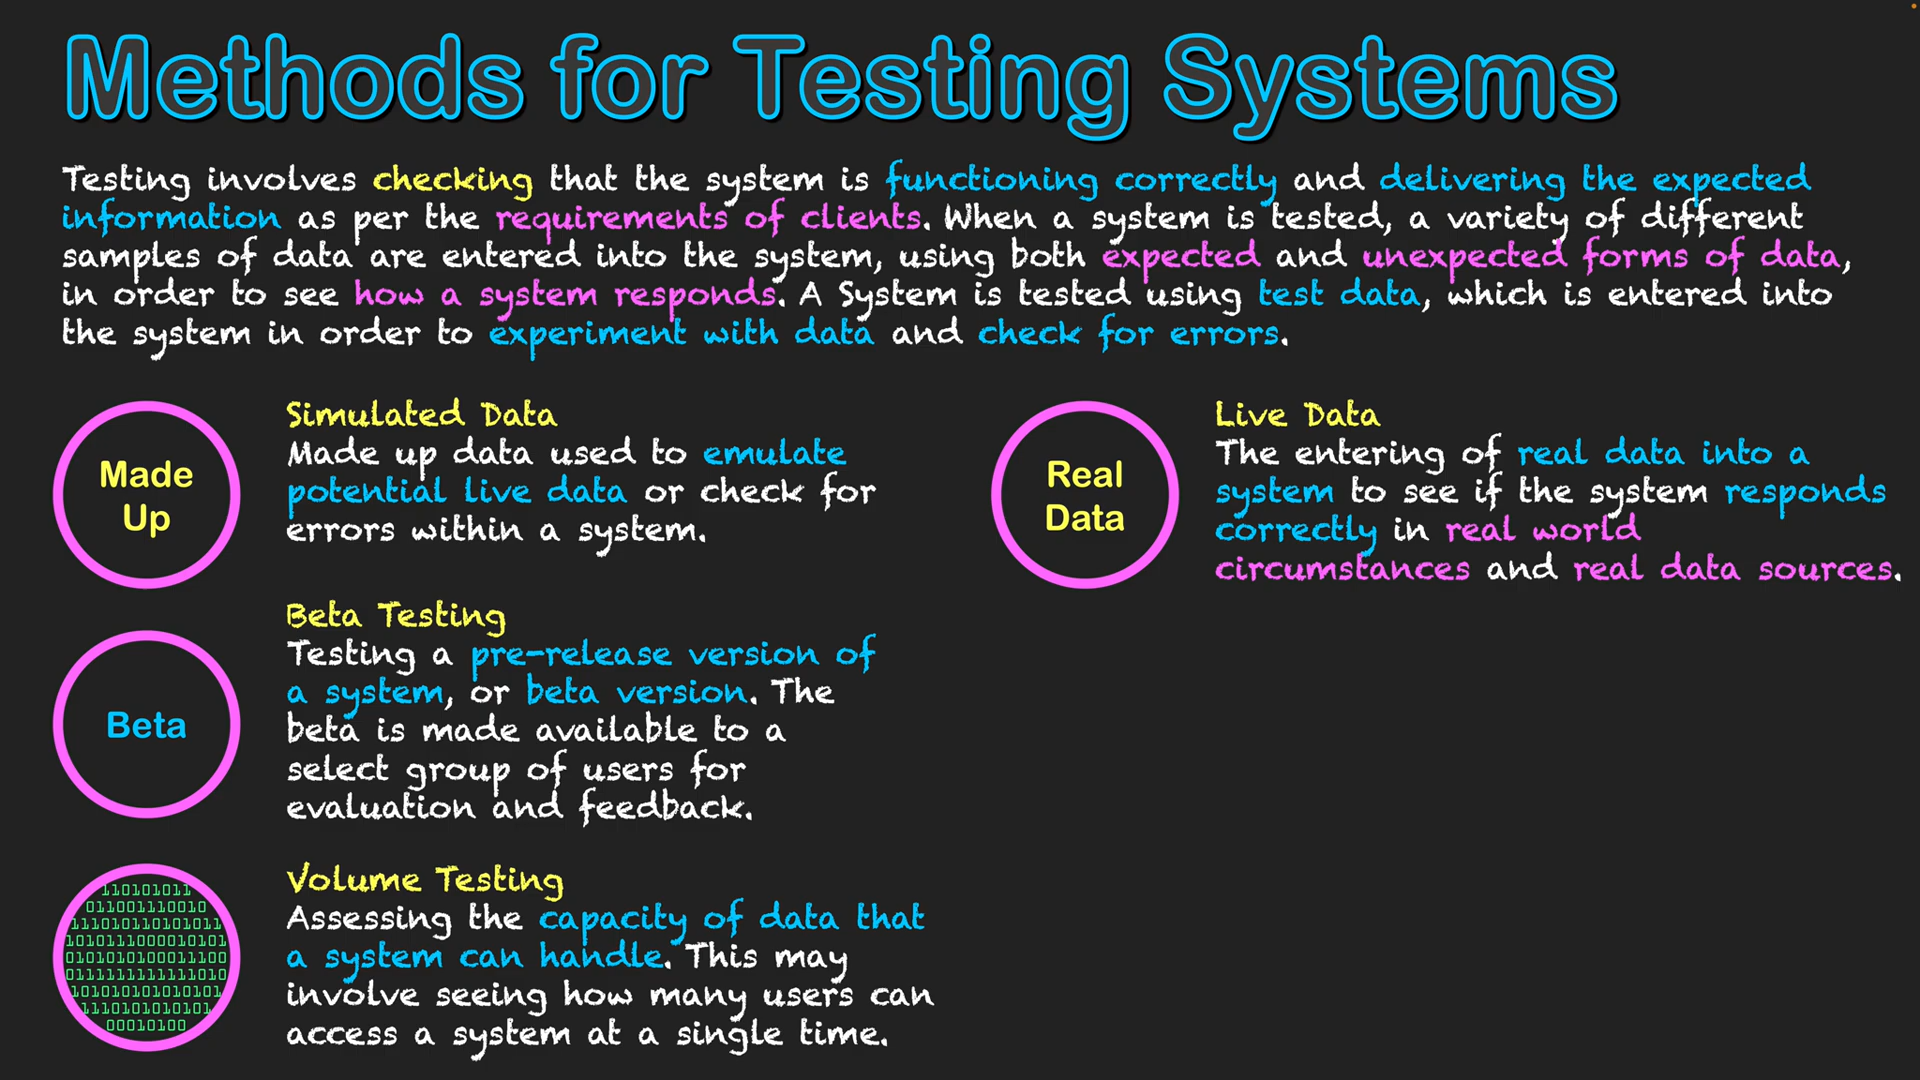 Methods for Testing Systems
Testing involves checking that the system is functioning correctly and delivering the expected
information as per the requirements of clients. When a system is tested, a variety of different
samples of data are entered into the system, using both expected and unexpected forms of data,
in order to see how a system responds. A System is tested using test data, which is entered into
the system in order to experiment with data and check for errors.
Made
Up
Simulated Data
Made up data used to emulate
potential live data or check for
errors within a system.
Real
Data
Live Data
The entering of real data into a
system to see if the system responds
correctly in real world
circumstances and real data sources.
Beta
Beta Testing
Testing a pre-release version of
a system, or beta version. The
beta is made available to a
select group of users for
evaluation and feedback.
110101011
011001110010
Volume Testing
Assessing the capacity of data that
a system can handle. This may
involve seeing how many users can
access a system at a single time.
00010100